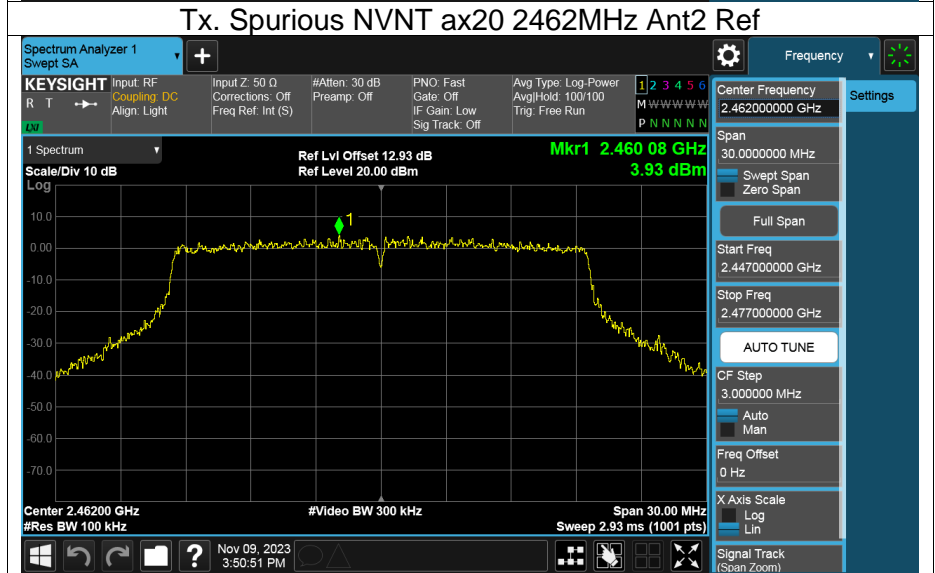 Tx. Spurious NVNT ax20 2462MHz Ant2 Ref
Spectrum Analyzer 1
Swept SA
+
Frequency
KEYSIGHT
R T
LXI
Input: RF
Coupling: DC
Align: Light
Input Z: 50 Ω
Corrections: Off
Freq Ref: Int (S)
#Atten: 30 dB
Preamp: Off
PNO: Fast
Gate: Off
IF Gain: Low
Sig Track: Off
Avg Type: Log-Power
Avg|Hold: 100/100
Trig: Free Run
1 2 3 4 5 6
M W W W W W
P N N N N N
1 Spectrum
Scale/Div 10 dB
Log
Ref Lvl Offset 12.93 dB
Ref Level 20.00 dBm
Mkr1 2.460 08 GHz
3.93 dBm
1
10.0
0.00
-10.0
-20.0
-30.0
-40.0
-50.0
-60.0
-70.0
Center 2.46200 GHz
#Res BW 100 kHz
#Video BW 300 kHz
Span 30.00 MHz
Sweep 2.93 ms (1001 pts)
?
Nov 09, 2023
3:50:51 PM
Center Frequency
2.462000000 GHz
Span
30.0000000 MHz
Swept Span
Zero Span
Full Span
Start Freq
2.447000000 GHz
Stop Freq
2.477000000 GHz
AUTO TUNE
CF Step
3.000000 MHz
Auto
Man
Freq Offset
0 Hz
X Axis Scale
Log
Lin
Signal Track
(Span Zoom)
Settings